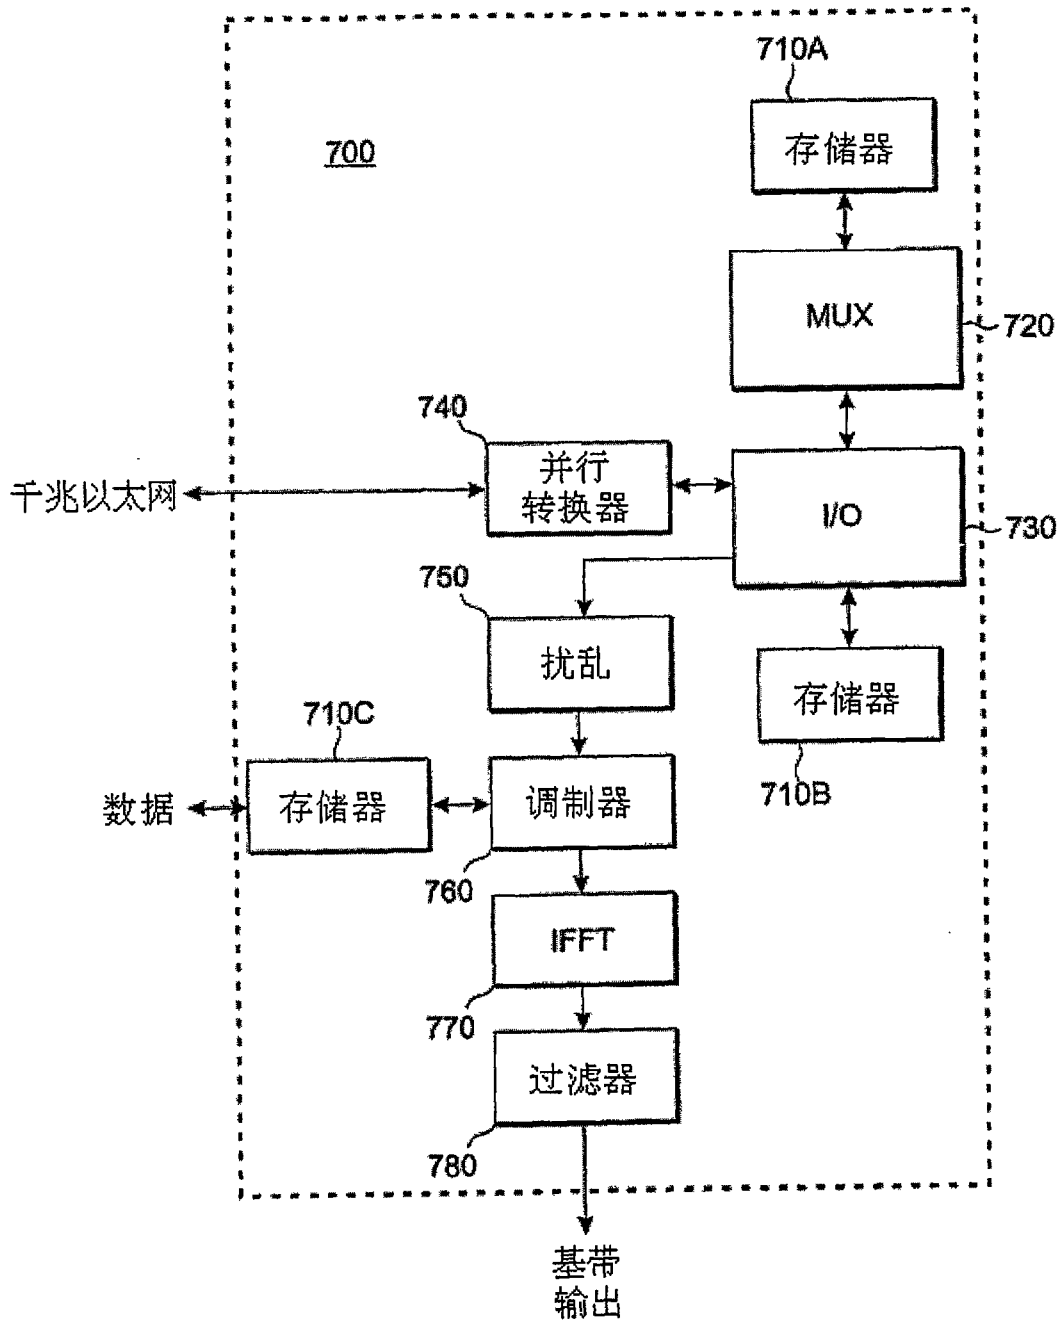 710A
存储器
700
MUX
720
740
并行
转换器
千兆以太网
I/O
730
750
扰乱
存储器
710B
710C
数据
存储器
调制器
760
IFFT
770
过滤器
780
基带
输出